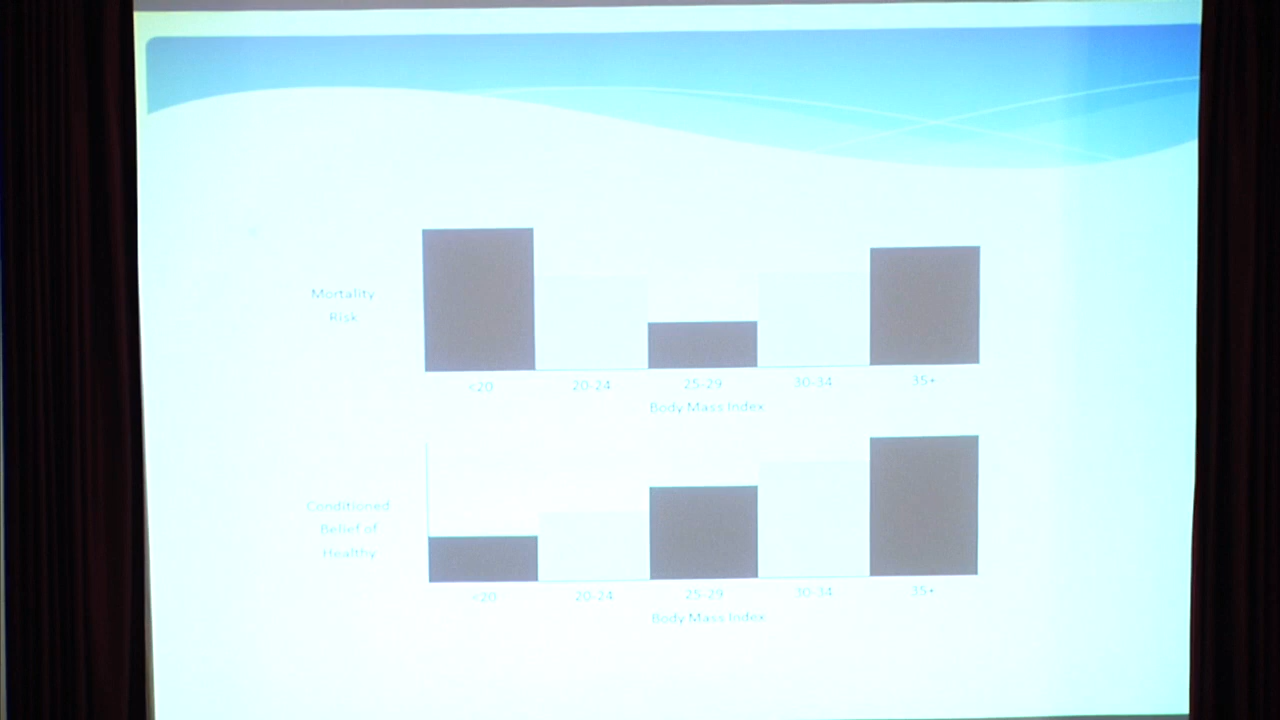 Mortality
Risk
<20 20-24 25-29 30-34 35+
Body Mass Index
Conditioned
Belief of
Healthy
<20 20-24 25-29 30-34 35+
Body Mass Index